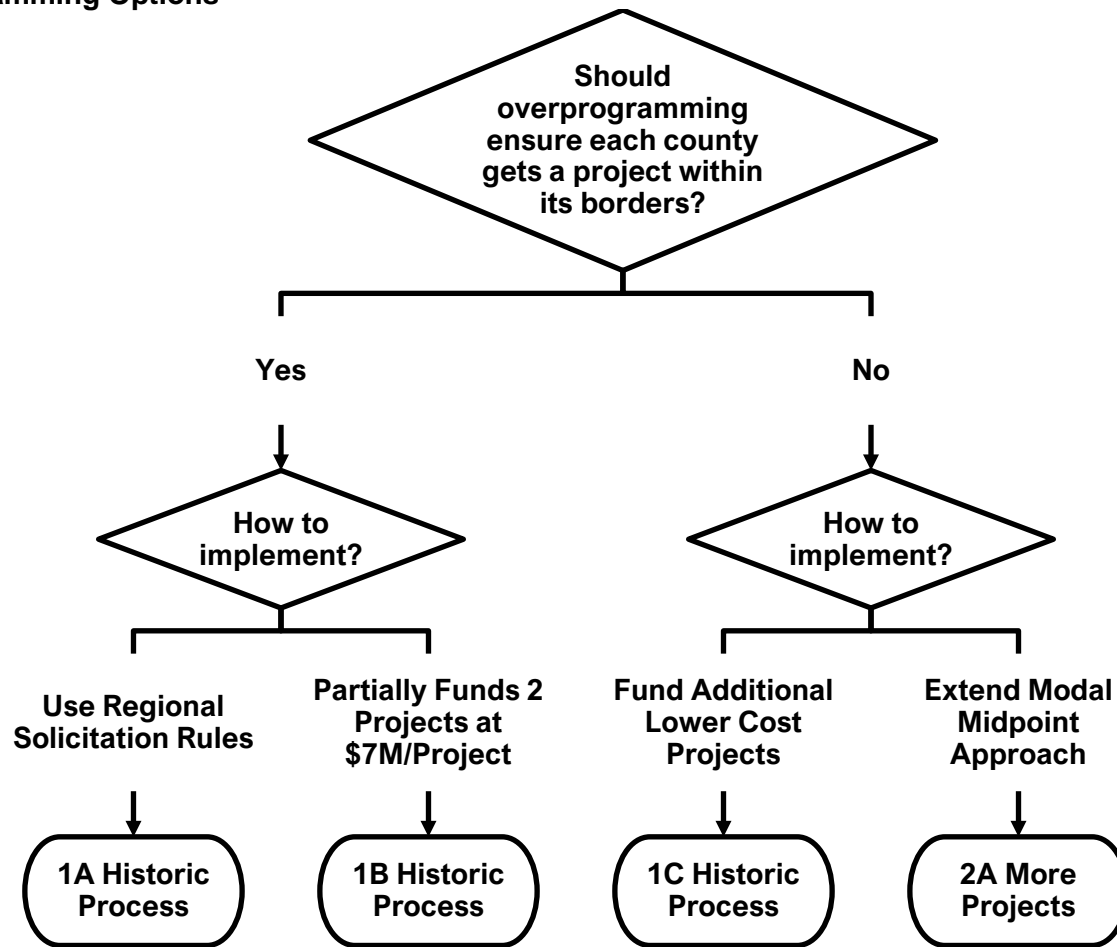 Options
Should
overprogramming
ensure each county
gets a project within
its borders?
Yes
No
How to
implement?
How to
implement?
Use Regional
Solicitation Rules
Partially Funds 2
Projects at
$7M/Project
Fund Additional
Lower Cost
Projects
Extend Modal
Midpoint
Approach
1A Historic
Process
1B Historic
Process
1C Historic
Process
2A More
Projects